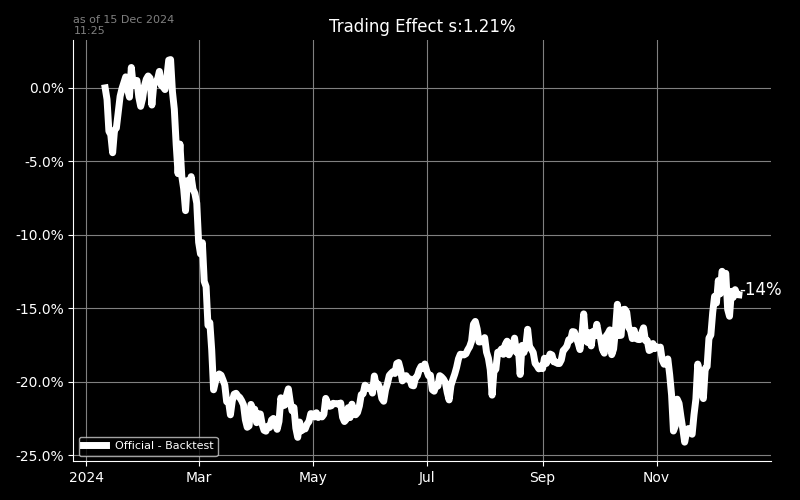 as of 15 Dec 2024
11:25
Trading Effect s:1.21%
0.0%
-5.0%
-10.0%
-15.0%
-20.0%
-25.0%
-14%
Official - Backtest
2024 Mar May Jul Sep Nov